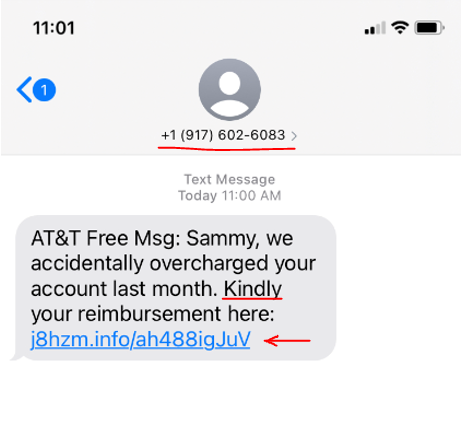 11:01
1
+1 (917) 602-6083 >
Text Message
Today 11:00 AM
AT&T Free Msg: Sammy, we
accidentally overcharged your
account last month. Kindly
your reimbursement here:
j8hzm.info/ah488igJuV